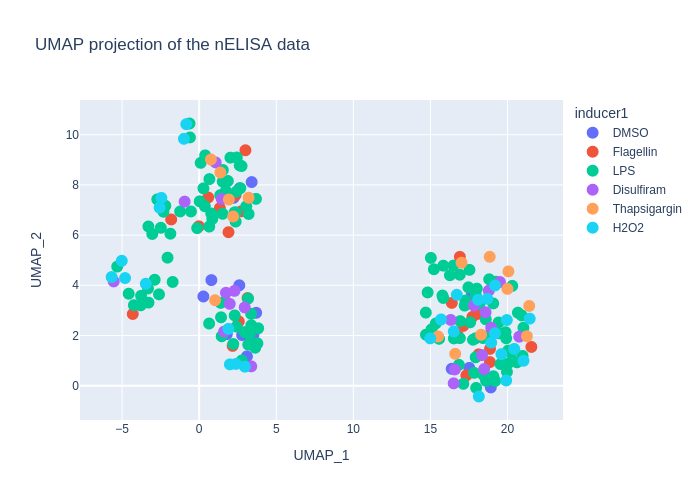 UMAP projection of the nELISA data
inducer1
DMSO
Flagellin
LPS
Disulfiram
Thapsigargin
H2O2
10
8
6
4
2
0
UMAP_2
−5
0
5
10
15
20
UMAP_1